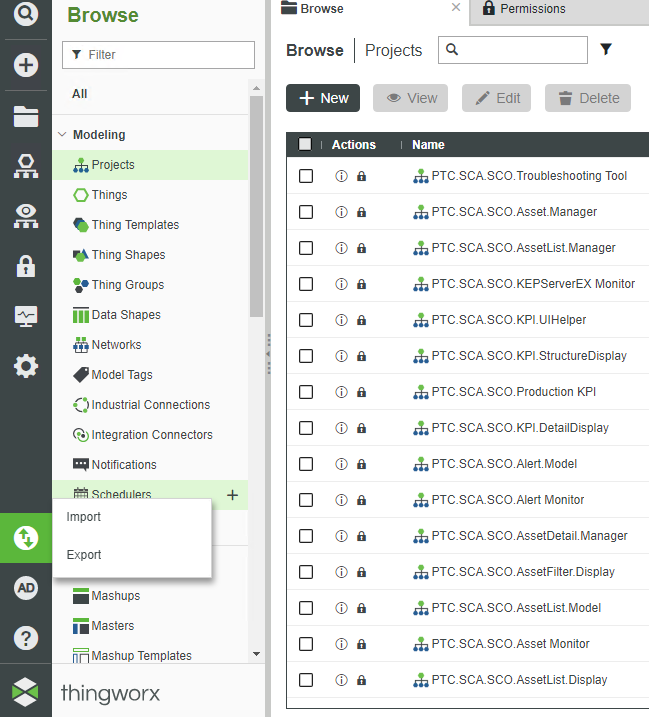 Browse
Filter
All
Modeling
Projects
Things
Thing Templates
Thing Shapes
Thing Groups
Data Shapes
Networks
Model Tags
Industrial Connections
Integration Connectors
Notifications
Schedulers
Import
Export
Mashups
Masters
Mashup Templates
AD
?
thingworx
Browse
Permissions
Browse Projects
New View Edit Delete
Actions Name
PTC.SCA.SCO.Troubleshooting Tool
PTC.SCA.SCO.Asset.Manager
PTC.SCA.SCO.AssetList.Manager
PTC.SCA.SCO.KEPServerEX Monitor
PTC.SCA.SCO.KPI.UIHelper
PTC.SCA.SCO.KPI.StructureDisplay
PTC.SCA.SCO.Production KPI
PTC.SCA.SCO.KPI.DetailDisplay
PTC.SCA.SCO.Alert.Model
PTC.SCA.SCO.Alert Monitor
PTC.SCA.SCO.AssetDetail.Manager
PTC.SCA.SCO.AssetFilter.Display
PTC.SCA.SCO.AssetList.Model
PTC.SCA.SCO.Asset Monitor
PTC.SCA.SCO.AssetList.Display